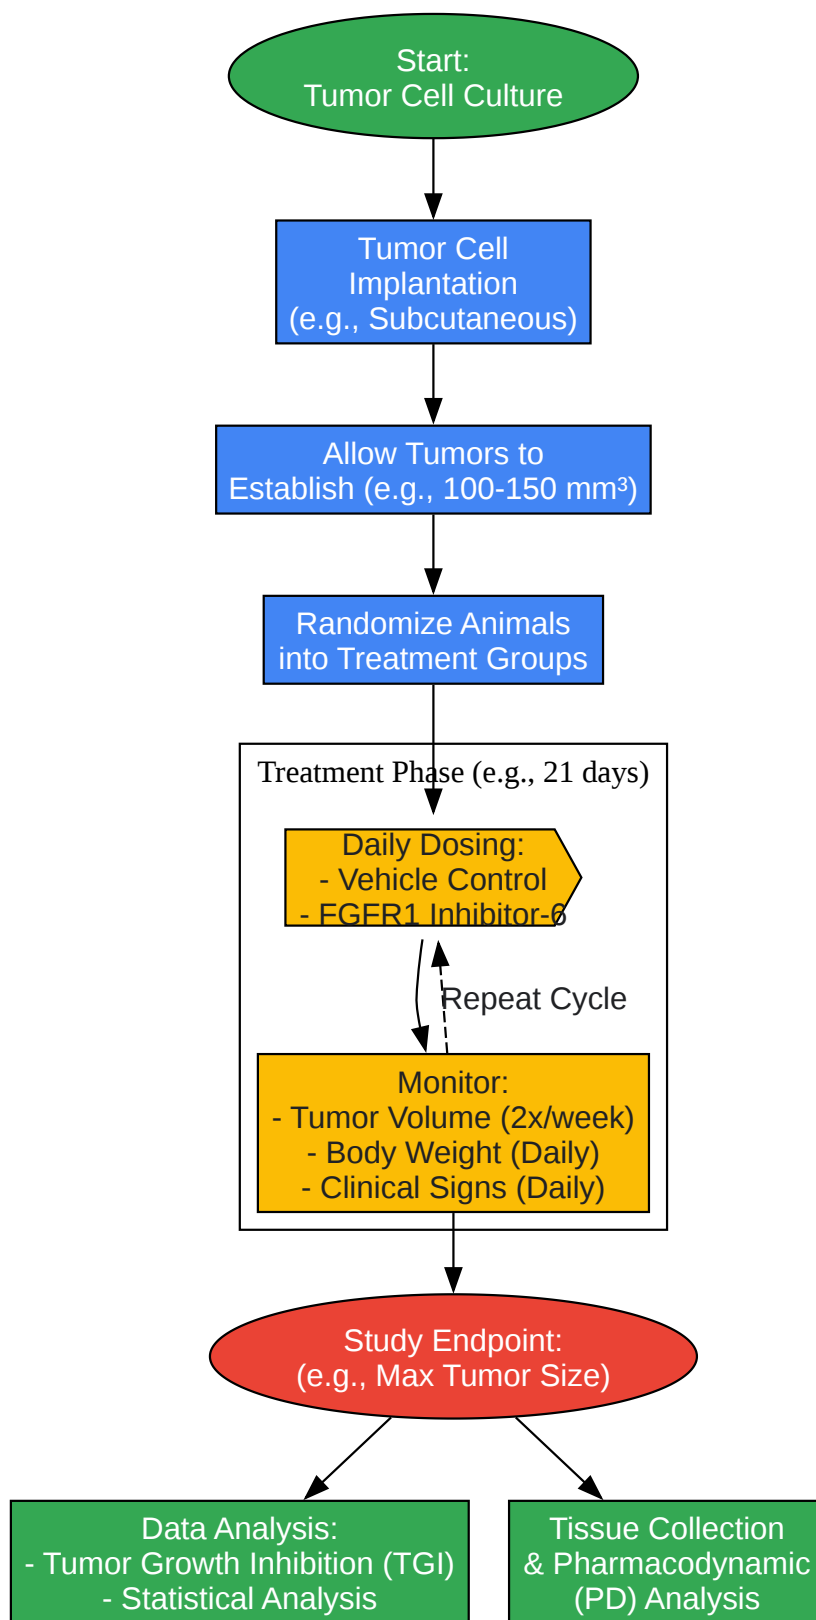 Start:
Tumor Cell Culture
Tumor Cell
Implantation
(e.g., Subcutaneous)
Allow Tumors to
Establish (e.g., 100-150 mm³)
Randomize Animals
into Treatment Groups
Treatment Phase (e.g., 21 days)
Daily Dosing:
- Vehicle Control
- FGFR1 Inhibitor-6
Repeat Cycle
Monitor:
- Tumor Volume (2x/week)
- Body Weight (Daily)
- Clinical Signs (Daily)
Study Endpoint:
(e.g., Max Tumor Size)
Data Analysis:
- Tumor Growth Inhibition (TGI)
- Statistical Analysis
Tissue Collection
& Pharmacodynamic
(PD) Analysis